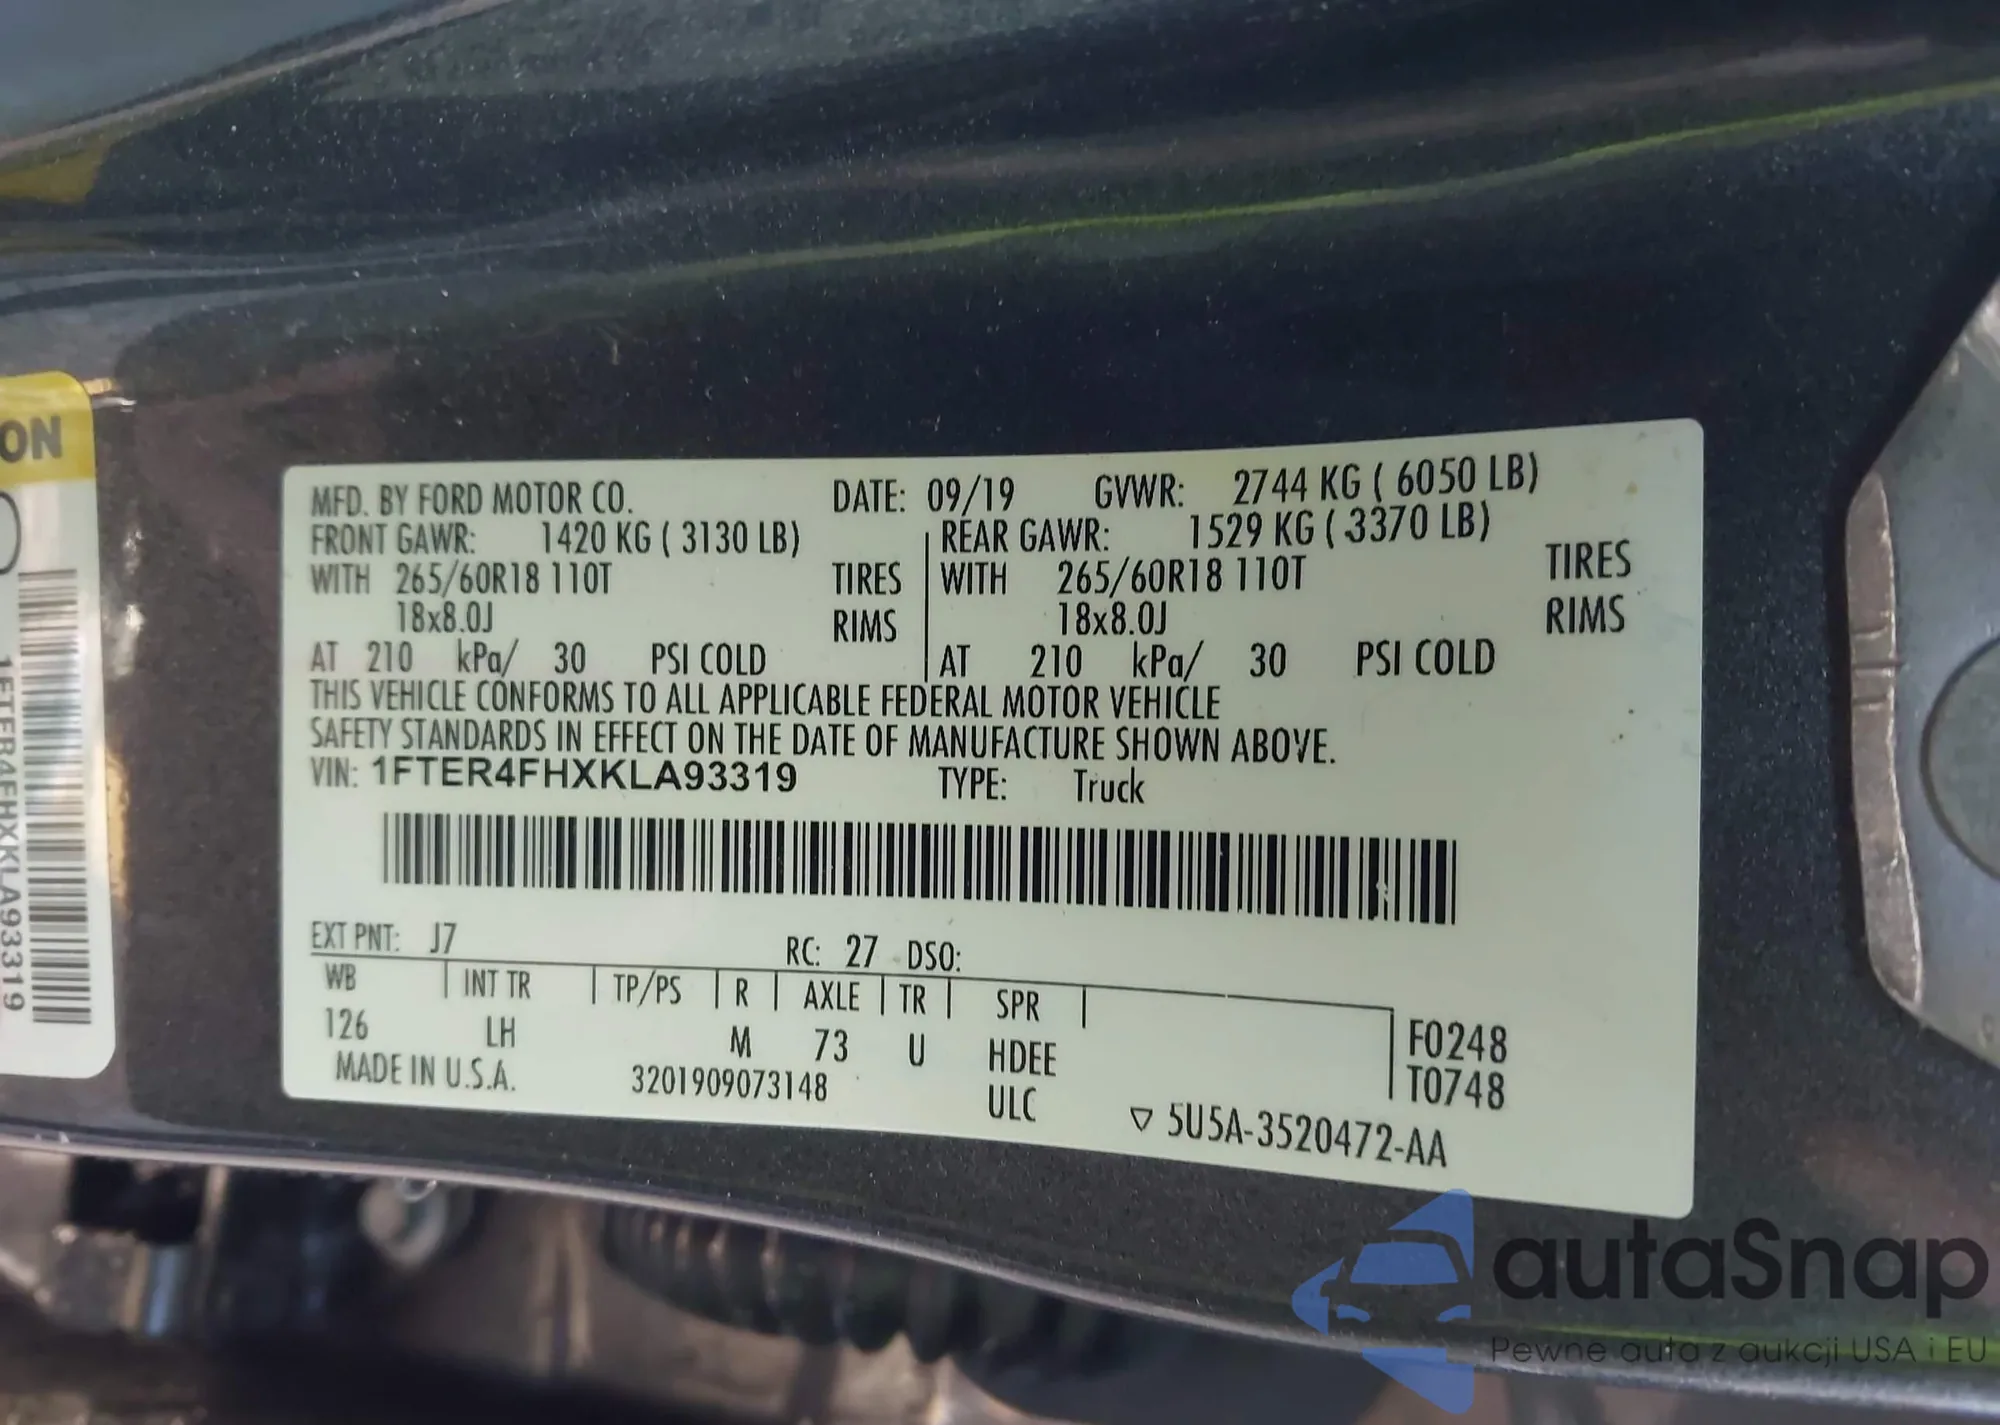 MFD. BY FORD MOTOR CO. DATE: 09/19 GVWR: 2744 KG ( 6050 LB)
FRONT GAWR: 1420 KG ( 3130 LB) REAR GAWR: 1529 KG ( 3370 LB)
WITH 265/60R18 110T TIRES WITH 265/60R18 110T TIRES
18x8.0J RIMS 18x8.0J RIMS
AT 210 kPa/ 30 PSI COLD AT 210 kPa/ 30 PSI COLD
THIS VEHICLE CONFORMS TO ALL APPLICABLE FEDERAL MOTOR VEHICLE
SAFETY STANDARDS IN EFFECT ON THE DATE OF MANUFACTURE SHOWN ABOVE.
VIN: 1FTER4FHXKLA93319 TYPE: Truck
EXT PNT: J7 RC: 27 DSO:
WB INT TR TP/PS R AXLE TR SPR
126 LH M 73 U HDEE F0248
MADE IN U.S.A. 3201909073148 ULC T0748
▽ 5U5A-3520472-AA
ON
1FTER4FHXKLA93319
autaSnap
Pewne auta z aukcji USA i EU